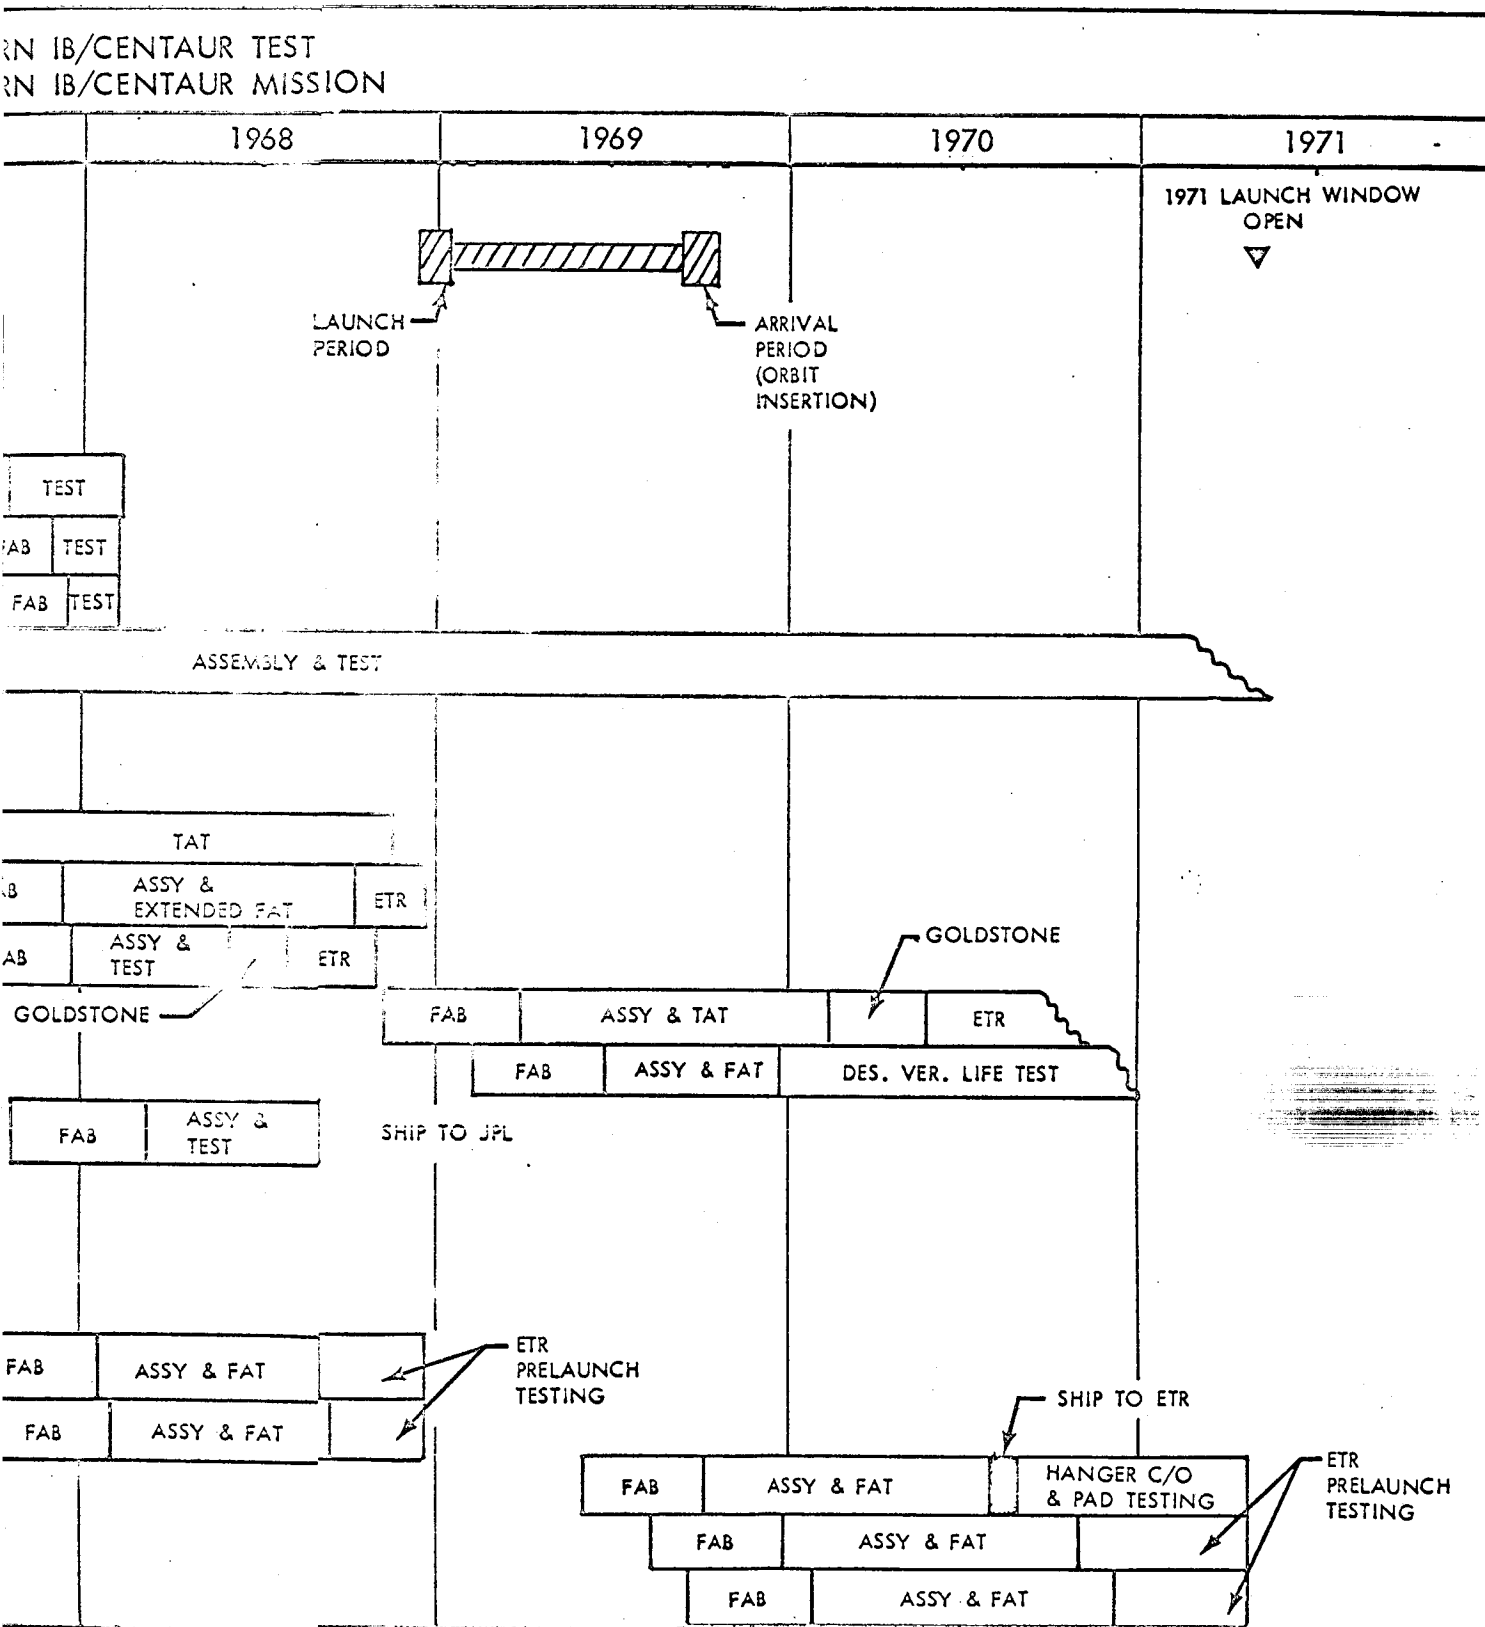 RN IB/CENTAUR TEST
RN IB/CENTAUR MISSION
1968 1969 1970 1971
1971 LAUNCH WINDOW
OPEN
LAUNCH
PERIOD
ARRIVAL
PERIOD
(ORBIT
INSERTION)
TEST
FAB TEST
FAB TEST
ASSEMBLY & TEST
TAT
AB
ASSY &
EXTENDED FAT
ETR
AB
ASSY &
TEST
ETR
GOLDSTONE
GOLDSTONE
FAB ASSY & TAT ETR
FAB ASSY & FAT DES. VER. LIFE TEST
FAB
ASSY &
TEST
SHIP TO JPL
FAB ASSY & FAT
FAB ASSY & FAT
ETR
PRELAUNCH
TESTING
SHIP TO ETR
FAB ASSY & FAT
HANGER C/O
& PAD TESTING
FAB ASSY & FAT
FAB ASSY & FAT
ETR
PRELAUNCH
TESTING